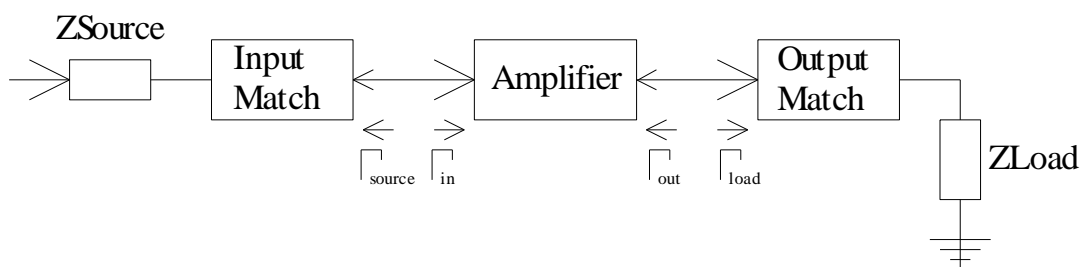 ZSource
Input
Match
Amplifier
Output
Match
Γsource
Γin
Γout
Γload
ZLoad